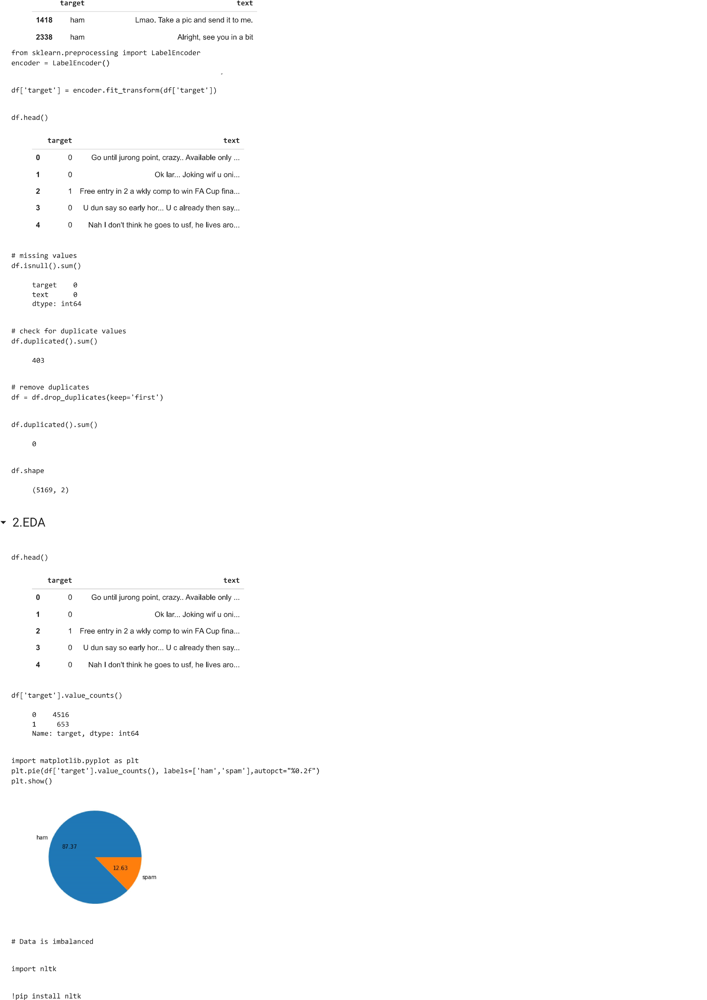 target text
1418 ham Lmao. Take a pic and send it to me.
2338 ham Alright, see you in a bit
from sklearn.preprocessing import LabelEncoder
encoder = LabelEncoder()
df['target'] = encoder.fit_transform(df['target'])
df.head()
target text
0 0 Go until jurong point, crazy.. Available only ...
1 0 Ok lar... Joking wif u oni...
2 1 Free entry in 2 a wkly comp to win FA Cup fina...
3 0 U dun say so early hor... U c already then say...
4 0 Nah I don't think he goes to usf, he lives aro...
# missing values
df.isnull().sum()
target 0
text 0
dtype: int64
# check for duplicate values
df.duplicated().sum()
403
# remove duplicates
df = df.drop_duplicates(keep='first')
df.duplicated().sum()
0
df.shape
(5169, 2)
2.EDA
df.head()
target text
0 0 Go until jurong point, crazy.. Available only ...
1 0 Ok lar... Joking wif u oni...
2 1 Free entry in 2 a wkly comp to win FA Cup fina...
3 0 U dun say so early hor... U c already then say...
4 0 Nah I don't think he goes to usf, he lives aro...
df['target'].value_counts()
0 4516
1 653
Name: target, dtype: int64
import matplotlib.pyplot as plt
plt.pie(df['target'].value_counts(), labels=['ham','spam'],autopct="%0.2f")
plt.show()
ham
87.37
12.63
spam
# Data is imbalanced
import nltk
!pip install nltk